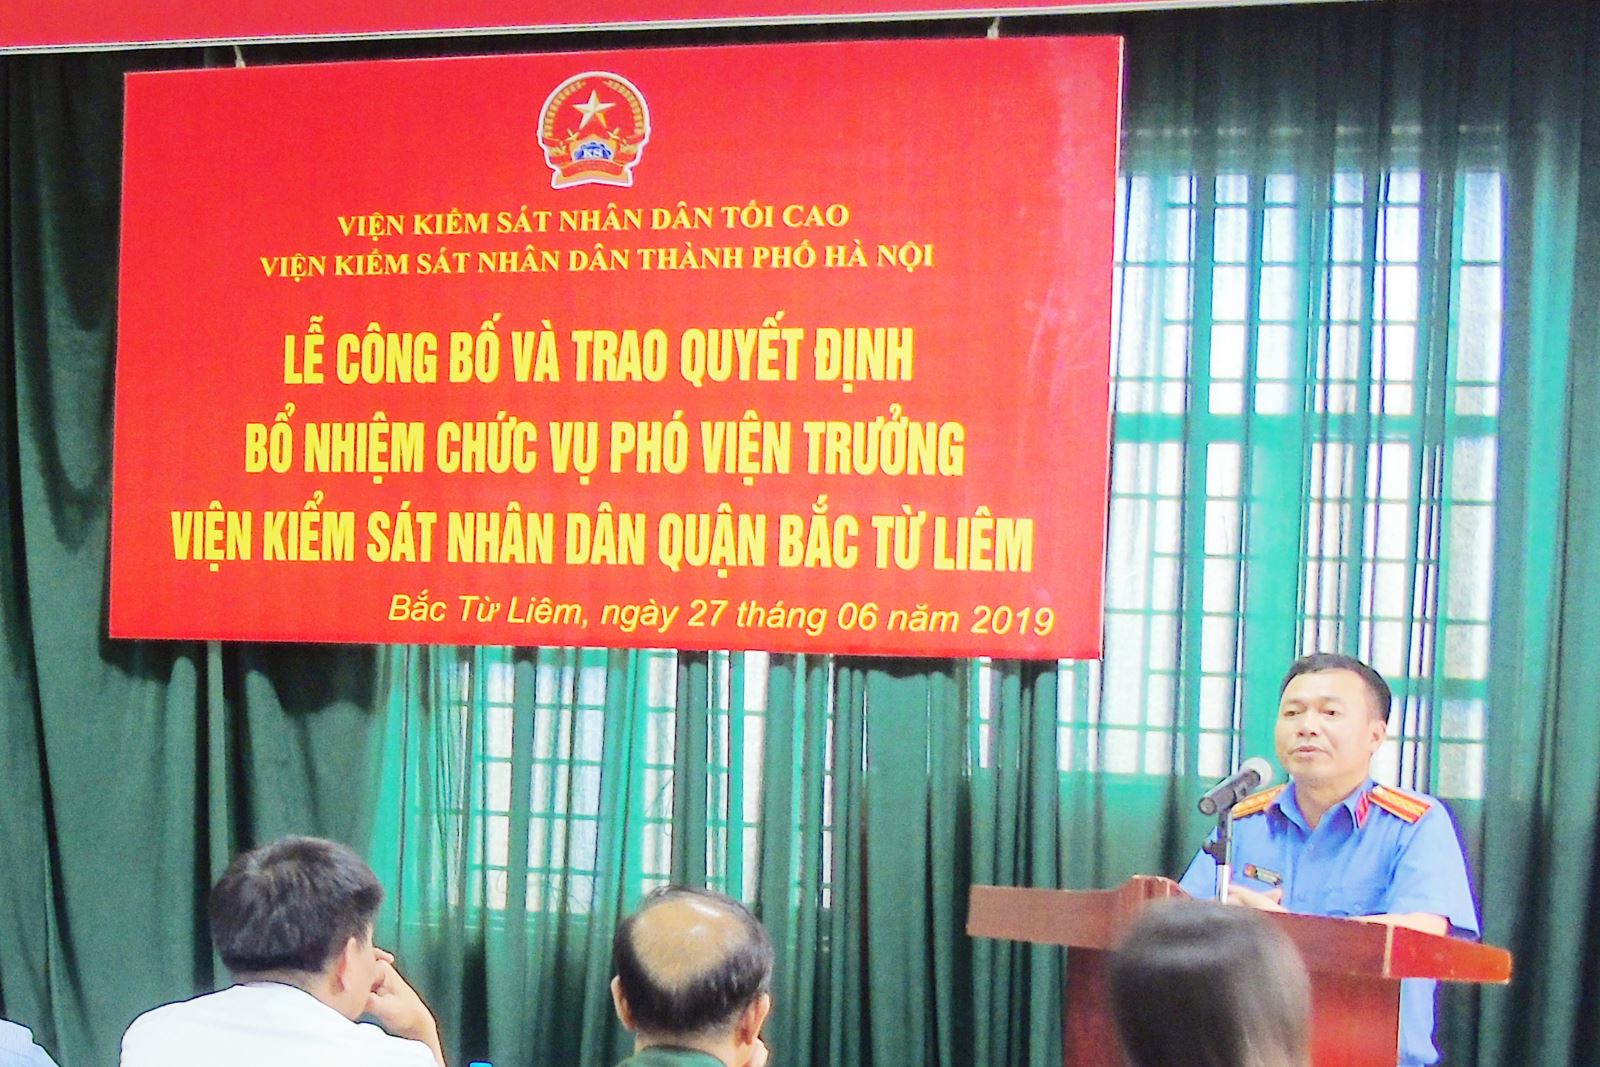 KS
VIỆN KIỂM SÁT NHÂN DÂN TỐI CAO
VIỆN KIỂM SÁT NHÂN DÂN THÀNH PHỐ HÀ NỘI
LỄ CÔNG BỐ VÀ TRAO QUYẾT ĐỊNH
BỔ NHIỆM CHỨC VỤ PHÓ VIỆN TRƯỞNG
VIỆN KIỂM SÁT NHÂN DÂN QUẬN BẮC TỪ LIÊM
Bắc Từ Liêm, ngày 27 tháng 06 năm 2019